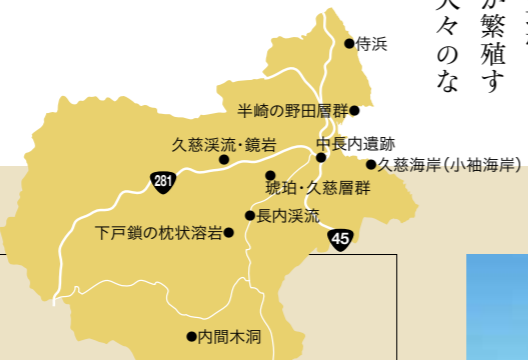 が繁殖す
人々のな
侍浜
半崎の野田層群
中長内遺跡
久慈渓流・鏡岩
久慈海岸(小袖海岸)
281
琥珀・久慈層群
長内渓流
下戸鎖の枕状溶岩
45
内間木洞